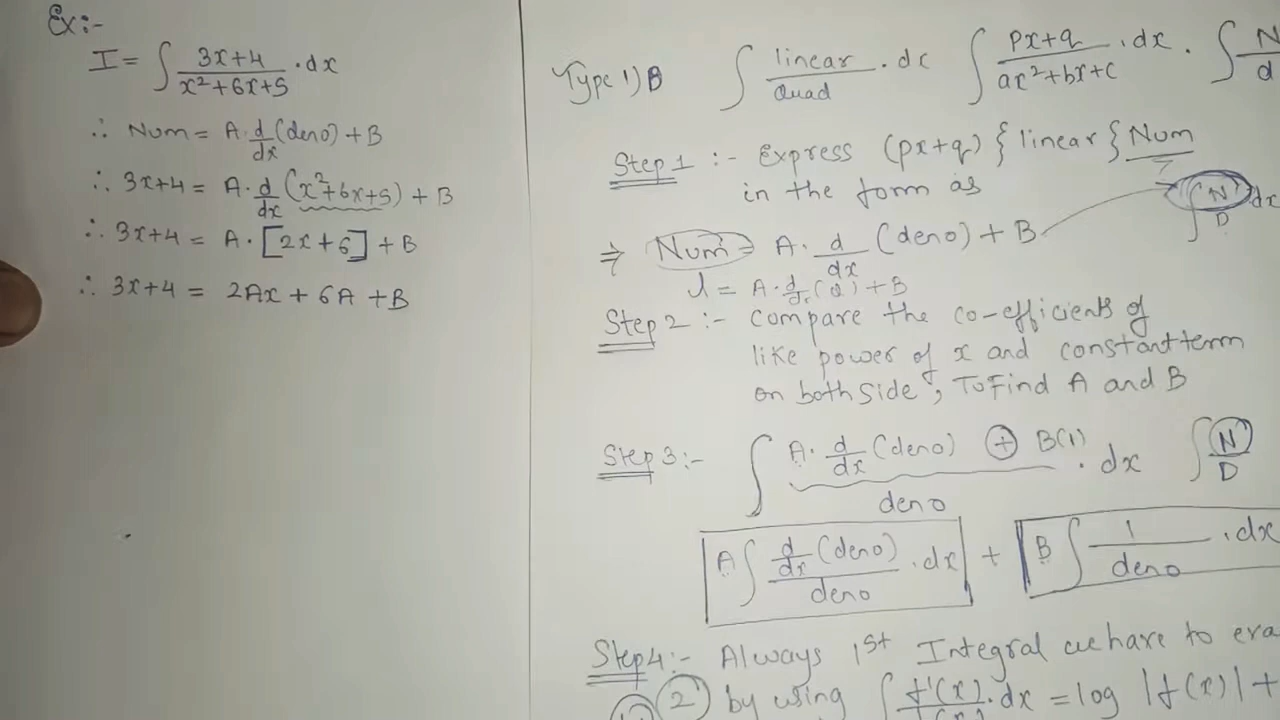 Ex:-
I = ∫ 3x+4 / x²+6x+5 · dx
∴ Num = A· d/dx (deno) + B
∴ 3x+4 = A· d/dx (x²+6x+5) + B
∴ 3x+4 = A· [2x+6] + B
∴ 3x+4 = 2Ax + 6A + B
Type 1) B ∫ linear / Quad · dx ∫ px+q / ax²+bx+c · dx · ∫ N / d
Step 1 :- Express (px+q) { linear } Num
in the form as
∫ N / D dx
⇒ Num = A· d/dx (deno) + B
= A· d/dx ( ) + B
Step 2 :- Compare the co-efficients of
like power of x and constant term
on both side, To Find A and B
Step 3 :- ∫ A· d/dx (deno) + B(1) / deno · dx ∫ N / D
A ∫ d/dx (deno) / deno · dx + B ∫ 1 / deno · dx
Step 4 :- Always 1st Integral we have to eva
2 by using ∫ f'(x) / · dx = log |f(x)| +